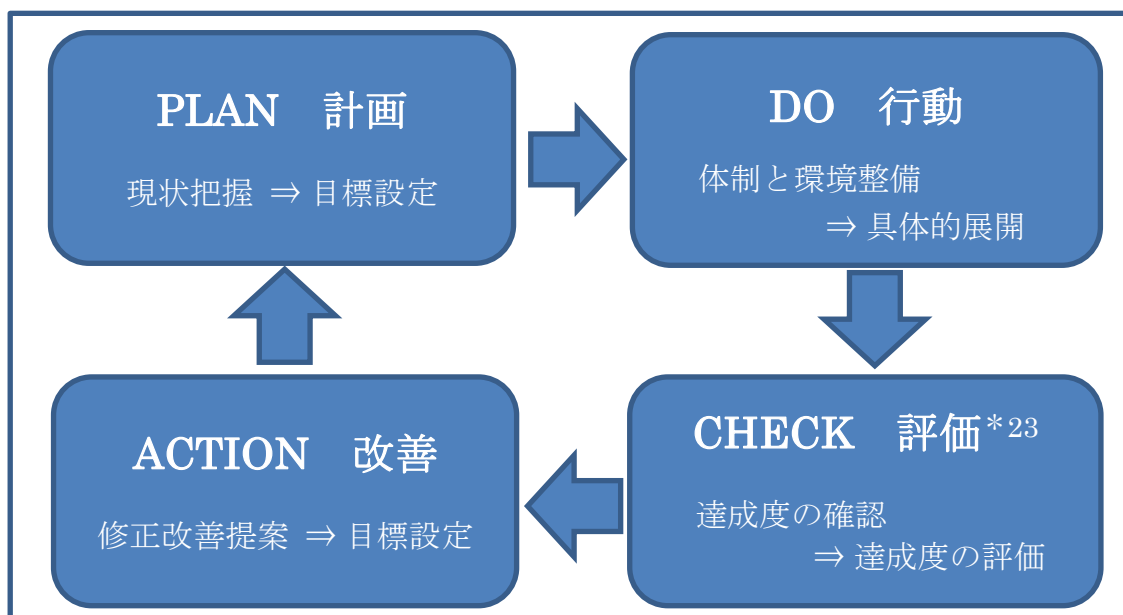 PLAN　計画
現状把握 ⇒ 目標設定
DO　行動
体制と環境整備
⇒ 具体的展開
ACTION　改善
修正改善提案 ⇒ 目標設定
CHECK　評価*23
達成度の確認
⇒ 達成度の評価